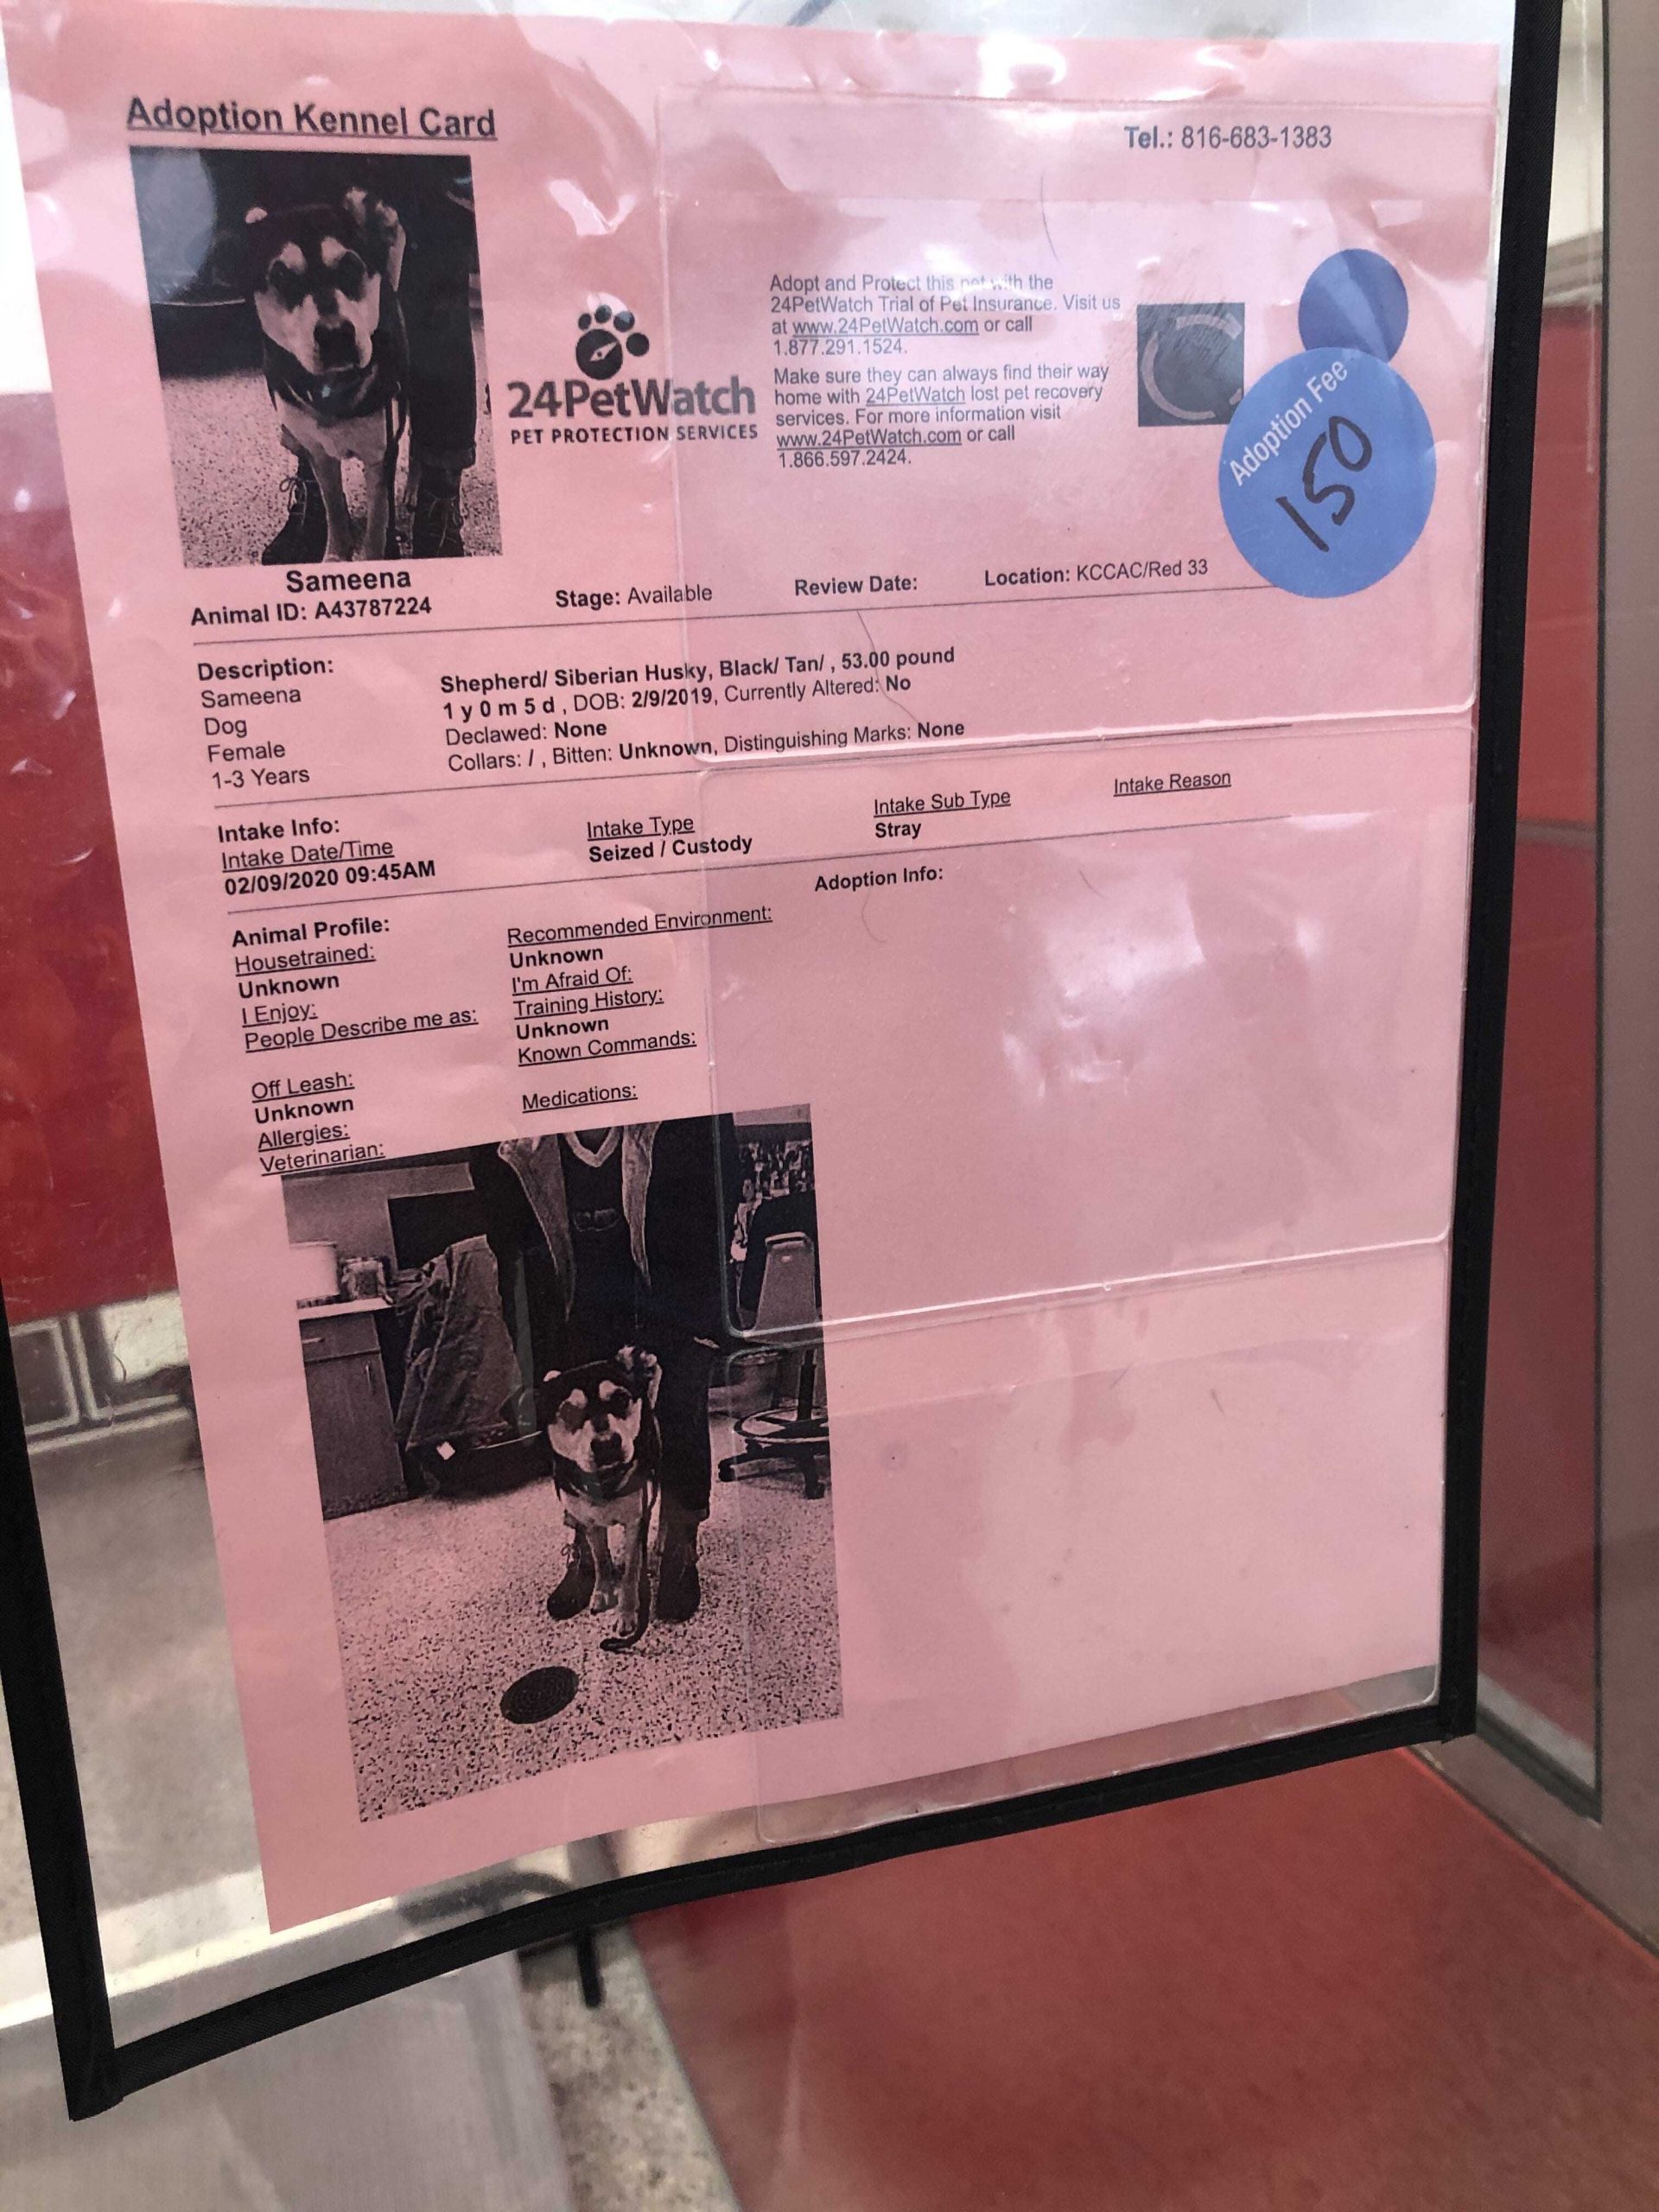 Adoption Kennel Card
Tel.: 816-683-1383
24PetWatch
PET PROTECTION SERVICES
Adopt and Protect this pet with the
24PetWatch Trial of Pet Insurance. Visit us
at www.24PetWatch.com or call
1.877.291.1524.
Make sure they can always find their way
home with 24PetWatch lost pet recovery
services. For more information visit
www.24PetWatch.com or call
1.866.597.2424.
Adoption Fee
150
Sameena
Animal ID: A43787224
Stage: Available
Review Date:
Location: KCCAC/Red 33
Description:
Sameena
Dog
Female
1-3 Years
Shepherd/ Siberian Husky, Black/ Tan/ , 53.00 pound
1 y 0 m 5 d , DOB: 2/9/2019, Currently Altered: No
Declawed: None
Collars: / , Bitten: Unknown, Distinguishing Marks: None
Intake Info:
Intake Date/Time
02/09/2020 09:45AM
Intake Type
Seized / Custody
Intake Sub Type
Stray
Intake Reason
Animal Profile:
Housetrained:
Unknown
I Enjoy:
People Describe me as:
Off Leash:
Unknown
Allergies:
Veterinarian:
Recommended Environment:
Unknown
I'm Afraid Of:
Training History:
Unknown
Known Commands:
Medications:
Adoption Info: